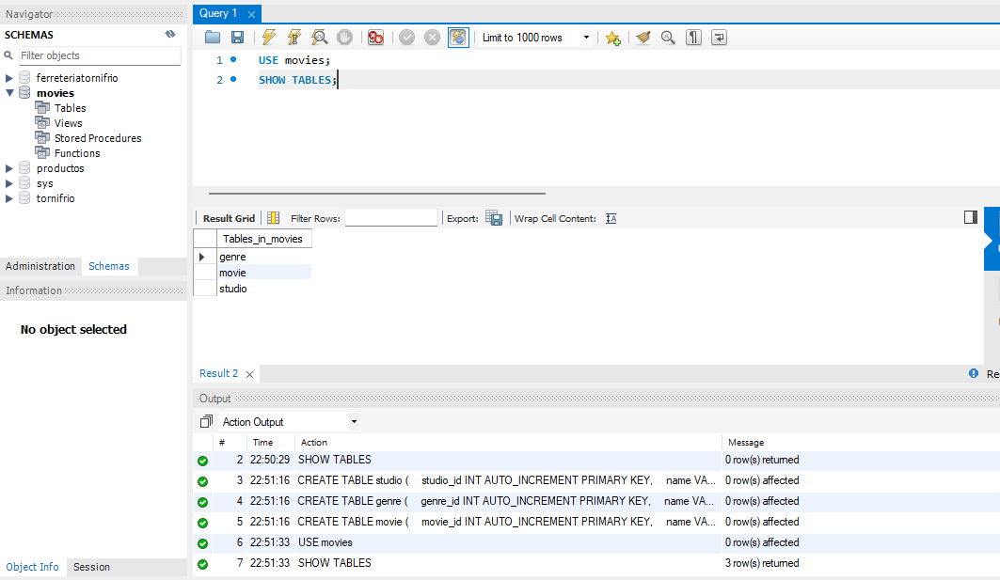 Navigator
SCHEMAS
Filter objects
ferreteriatornifrio
movies
Tables
Views
Stored Procedures
Functions
productos
sys
tornifrio
Administration Schemas
Information
No object selected
Object Info Session
Query 1
Limit to 1000 rows
1 USE movies;
2 SHOW TABLES;
Result Grid Filter Rows: Export: Wrap Cell Content:
Tables_in_movies
genre
movie
studio
Result 2
Re
Output
Action Output
# Time Action Message
2 22:50:29 SHOW TABLES 0 row(s) returned
3 22:51:16 CREATE TABLE studio ( studio_id INT AUTO_INCREMENT PRIMARY KEY, name VA... 0 row(s) affected
4 22:51:16 CREATE TABLE genre ( genre_id INT AUTO_INCREMENT PRIMARY KEY, name VA... 0 row(s) affected
5 22:51:16 CREATE TABLE movie ( movie_id INT AUTO_INCREMENT PRIMARY KEY, name VA... 0 row(s) affected
6 22:51:33 USE movies 0 row(s) affected
7 22:51:33 SHOW TABLES 3 row(s) returned